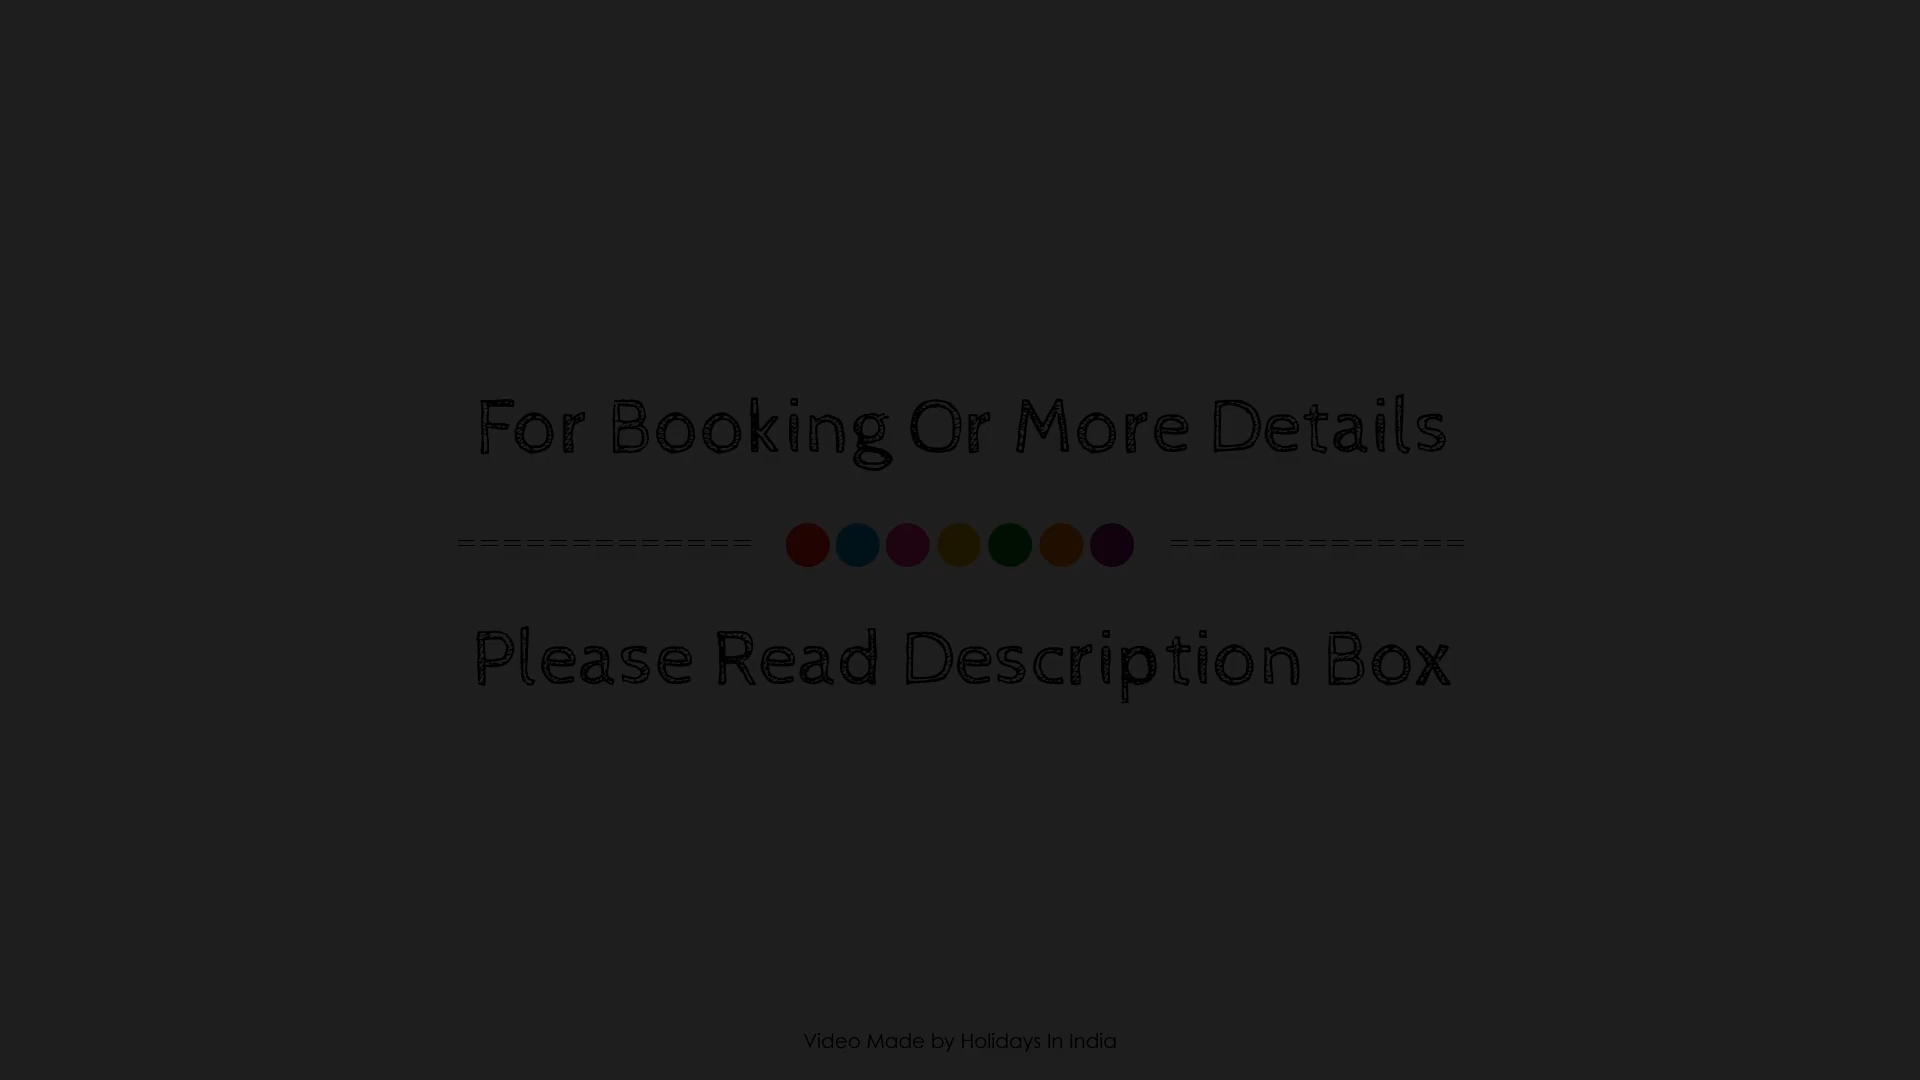 For Booking Or More Details
============= =============
Please Read Description Box
Video Made by Holidays In India